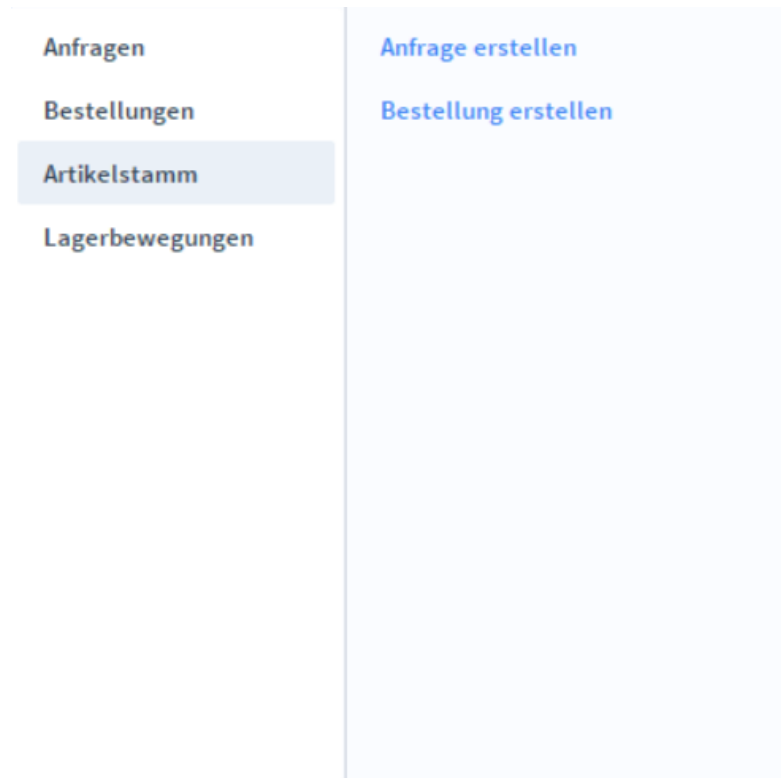 Anfragen
Bestellungen
Artikelstamm
Lagerbewegungen
Anfrage erstellen
Bestellung erstellen